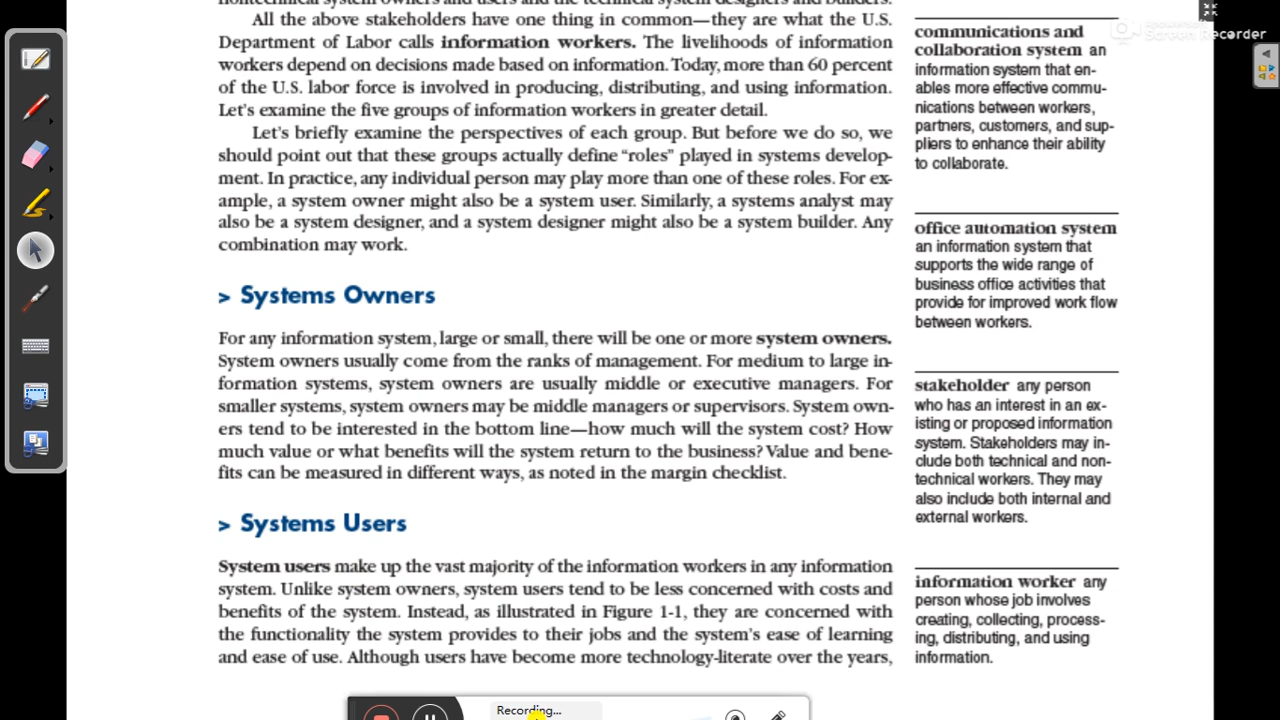 nontechnical system owners and users and the technical system designers and builders.
All the above stakeholders have one thing in common—they are what the U.S.
Department of Labor calls information workers. The livelihoods of information
workers depend on decisions made based on information. Today, more than 60 percent
of the U.S. labor force is involved in producing, distributing, and using information.
Let's examine the five groups of information workers in greater detail.
Let's briefly examine the perspectives of each group. But before we do so, we
should point out that these groups actually define “roles” played in systems develop-
ment. In practice, any individual person may play more than one of these roles. For ex-
ample, a system owner might also be a system user. Similarly, a systems analyst may
also be a system designer, and a system designer might also be a system builder. Any
combination may work.
> Systems Owners
For any information system, large or small, there will be one or more system owners.
System owners usually come from the ranks of management. For medium to large in-
formation systems, system owners are usually middle or executive managers. For
smaller systems, system owners may be middle managers or supervisors. System own-
ers tend to be interested in the bottom line—how much will the system cost? How
much value or what benefits will the system return to the business? Value and bene-
fits can be measured in different ways, as noted in the margin checklist.
> Systems Users
System users make up the vast majority of the information workers in any information
system. Unlike system owners, system users tend to be less concerned with costs and
benefits of the system. Instead, as illustrated in Figure 1-1, they are concerned with
the functionality the system provides to their jobs and the system's ease of learning
and ease of use. Although users have become more technology-literate over the years,
communications and
collaboration system an
information system that en-
ables more effective commu-
nications between workers,
partners, customers, and sup-
pliers to enhance their ability
to collaborate.
office automation system
an information system that
supports the wide range of
business office activities that
provide for improved work flow
between workers.
stakeholder any person
who has an interest in an ex-
isting or proposed information
system. Stakeholders may in-
clude both technical and non-
technical workers. They may
also include both internal and
external workers.
information worker any
person whose job involves
creating, collecting, process-
ing, distributing, and using
information.
Screen Recorder
Recording...